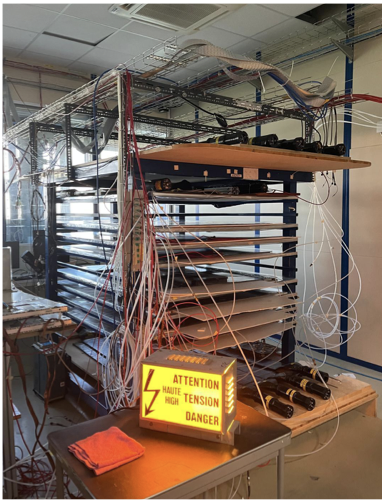 ATTENTION
HAUTE
HIGH
TENSION
DANGER